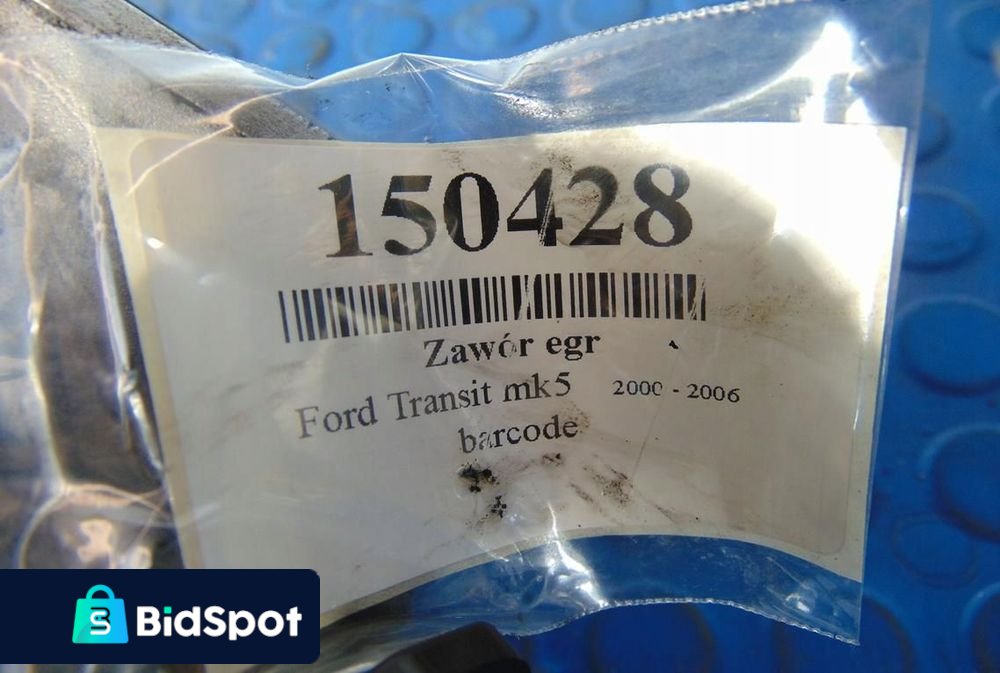 150428
Zawór egr
Ford Transit mk5 2000 - 2006
barcode
BidSpot